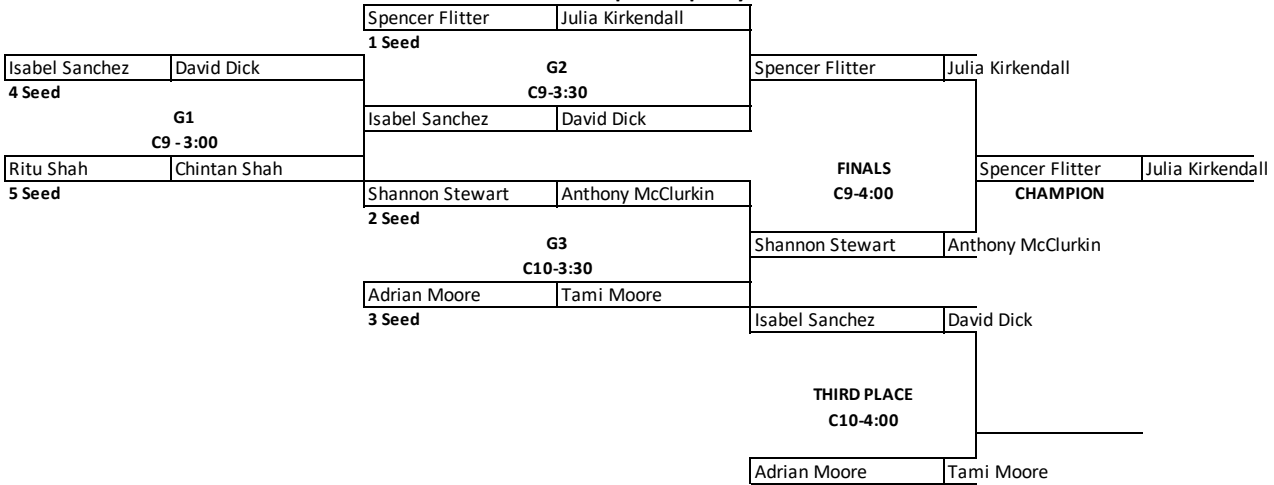 Spencer Flitter Julia Kirkendall
1 Seed
Isabel Sanchez David Dick G2 Spencer Flitter Julia Kirkendall
4 Seed C9-3:30
G1 Isabel Sanchez David Dick
C9 - 3:00
Ritu Shah Chintan Shah FINALS Spencer Flitter Julia Kirkendall
5 Seed Shannon Stewart Anthony McClurkin C9-4:00 CHAMPION
2 Seed
G3 Shannon Stewart Anthony McClurkin
C10-3:30
Adrian Moore Tami Moore
3 Seed Isabel Sanchez David Dick
THIRD PLACE
C10-4:00
Adrian Moore Tami Moore